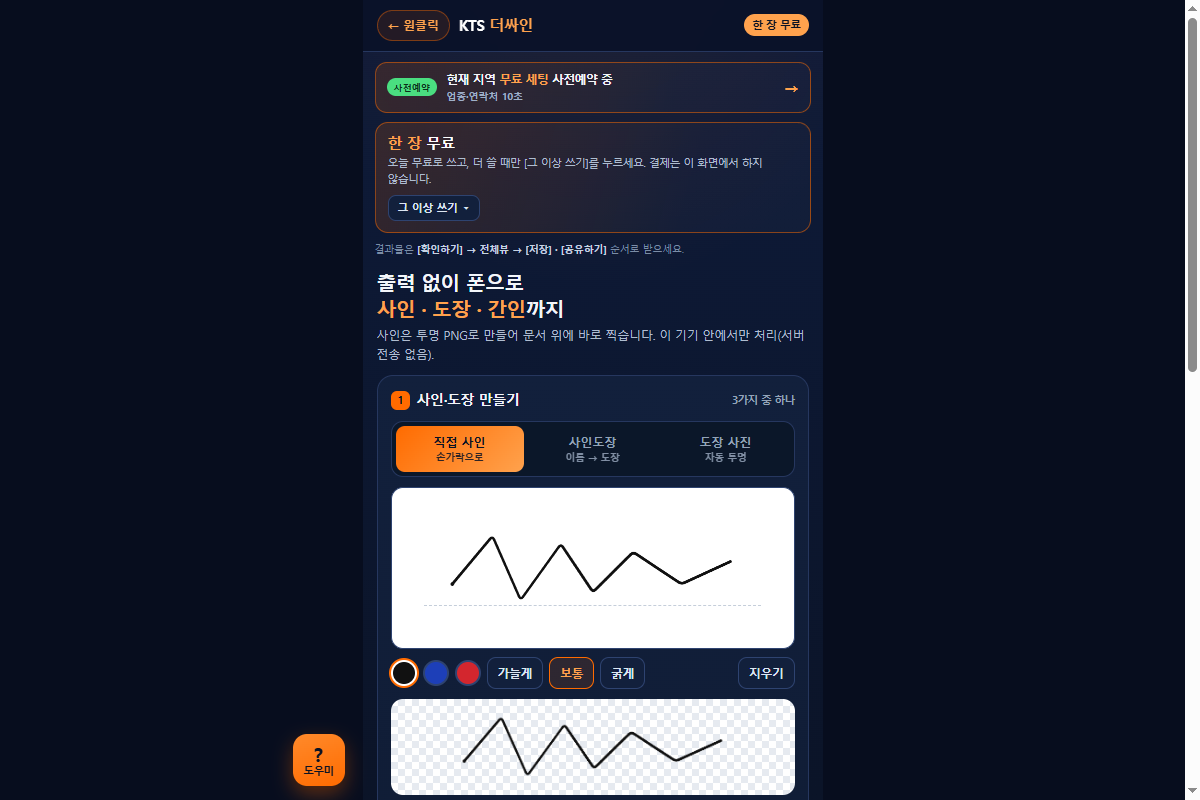 ← 원클릭
KTS 더싸인
한 장 무료
사전예약
현재 지역 무료 세팅 사전예약 중
업종·연락처 10초
→
한 장 무료
오늘 무료로 쓰고, 더 쓸 때만 [그 이상 쓰기]를 누르세요. 결제는 이 화면에서 하지
않습니다.
그 이상 쓰기
결과물은 [확인하기] → 전체뷰 → [저장] · [공유하기] 순서로 받으세요.
출력 없이 폰으로
사인 · 도장 · 간인까지
사인은 투명 PNG로 만들어 문서 위에 바로 찍습니다. 이 기기 안에서만 처리(서버
전송 없음).
1 사인·도장 만들기
3가지 중 하나
직접 사인
손가락으로
사인도장
이름 → 도장
도장 사진
자동 투명
가늘게
보통
굵게
지우기
?
도우미